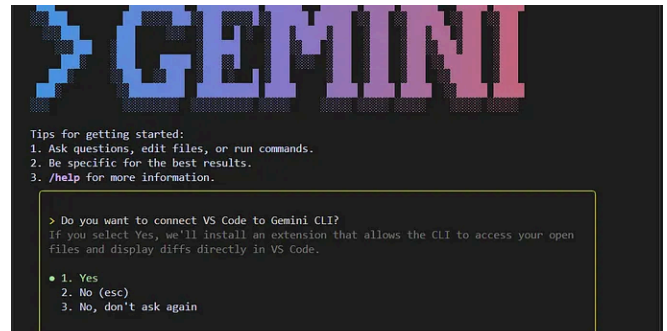 > GEMINI
Tips for getting started:
1. Ask questions, edit files, or run commands.
2. Be specific for the best results.
3. /help for more information.
> Do you want to connect VS Code to Gemini CLI?
If you select Yes, we'll install an extension that allows the CLI to access your open
files and display diffs directly in VS Code.
● 1. Yes
2. No (esc)
3. No, don't ask again